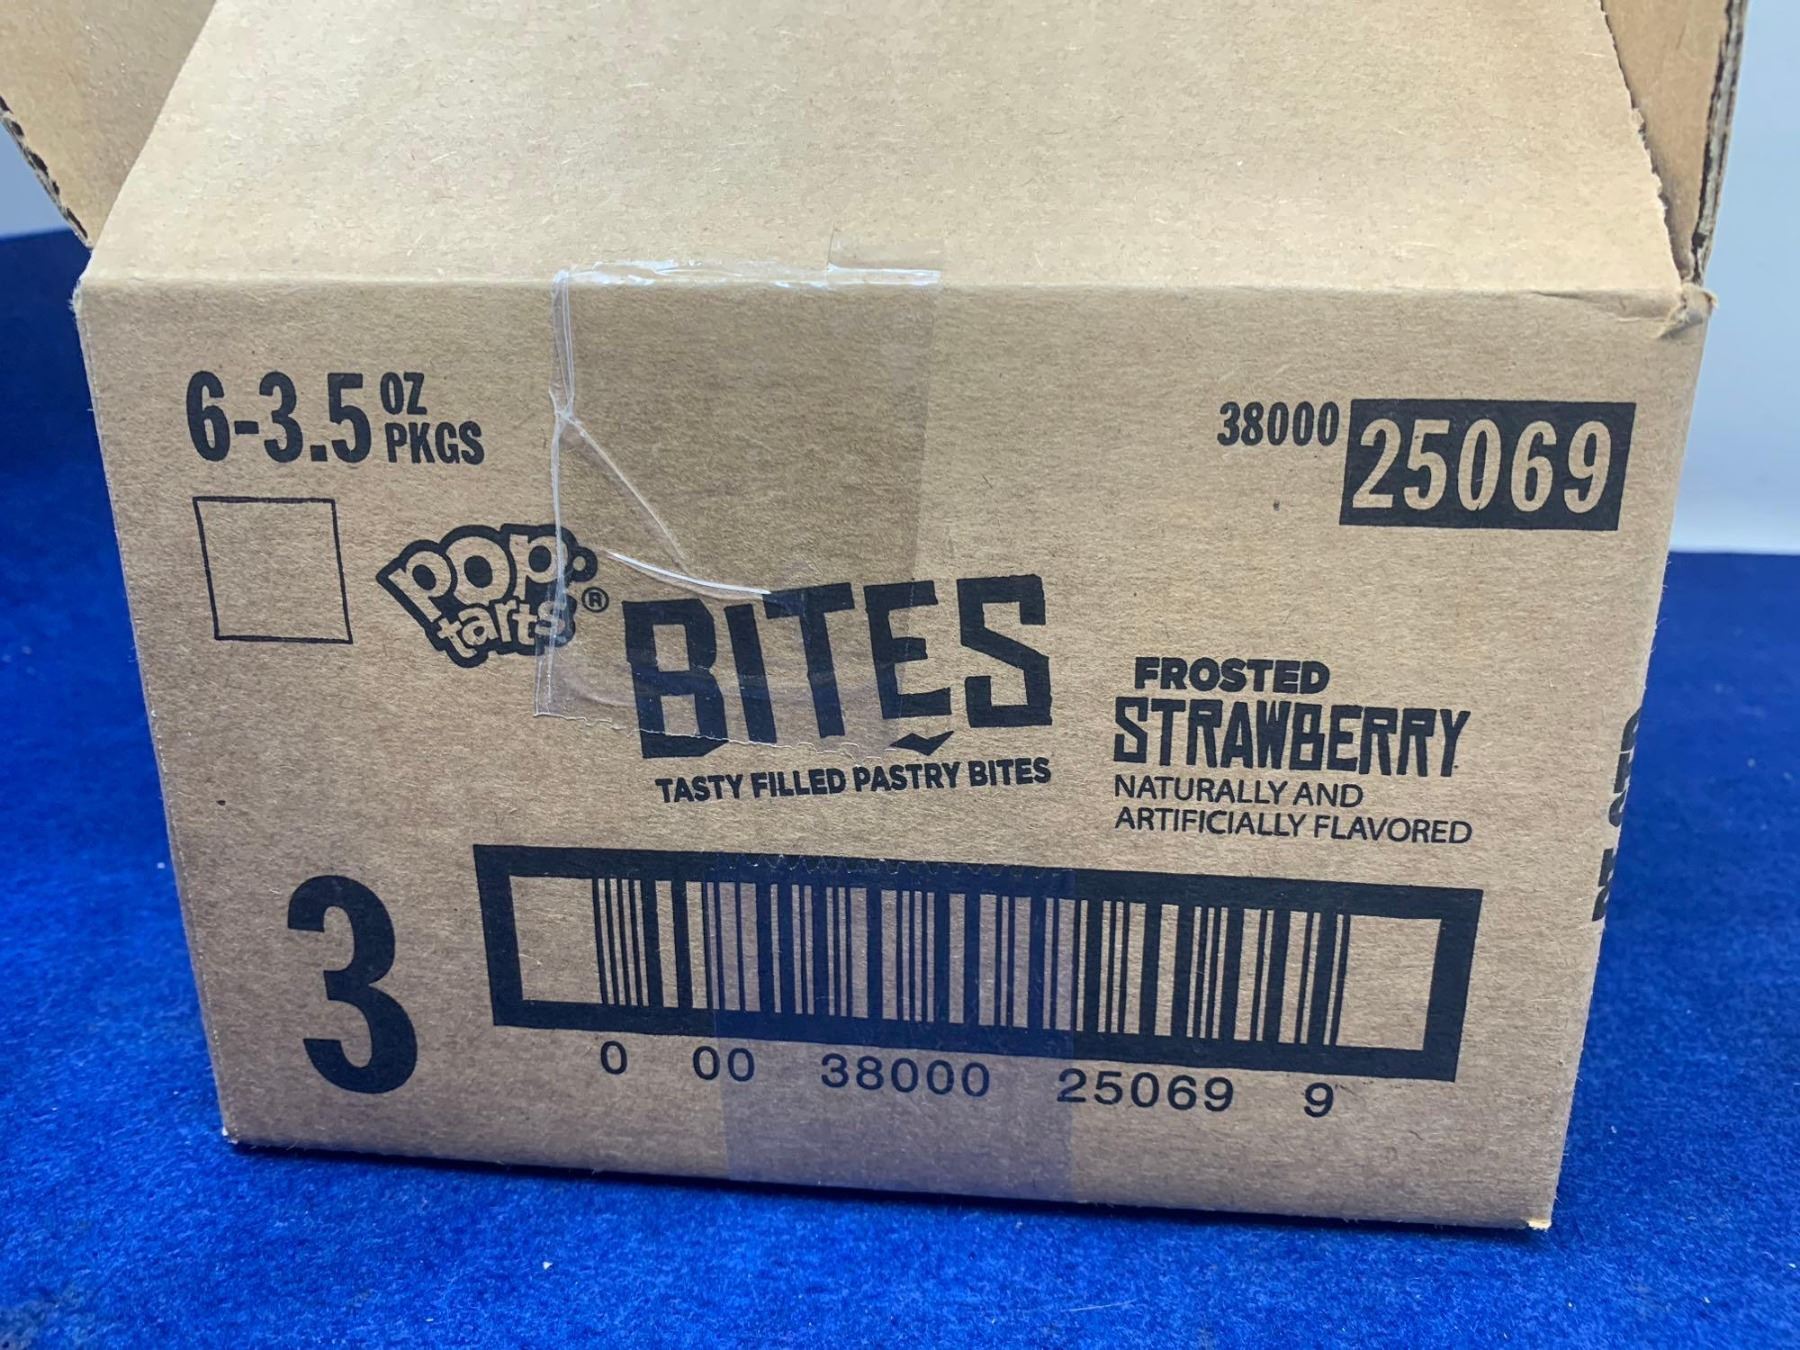 6-3.5 OZ PKGS
38000 25069
Pop-tarts®
BITES
TASTY FILLED PASTRY BITES
FROSTED
STRAWBERRY
NATURALLY AND
ARTIFICIALLY FLAVORED
3
0 00 38000 25069 9